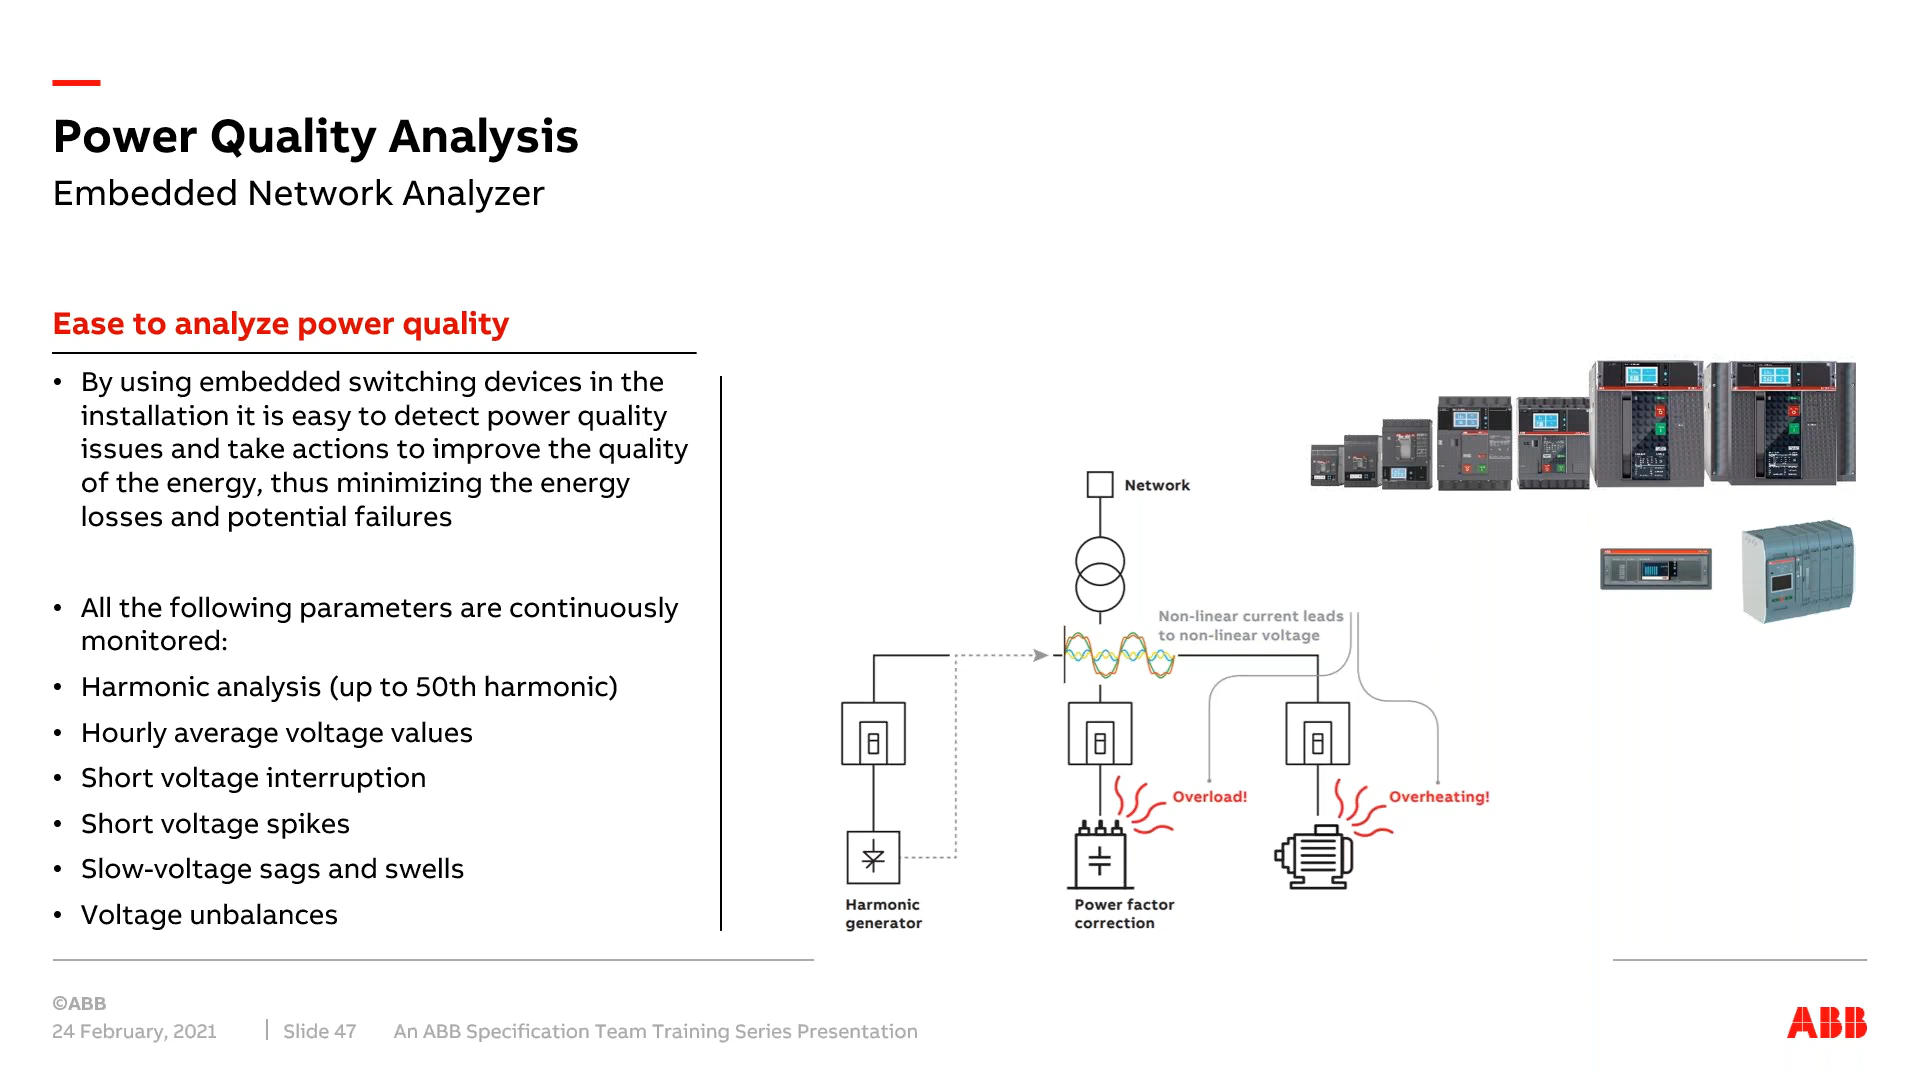 Power Quality Analysis
Embedded Network Analyzer
Ease to analyze power quality
• By using embedded switching devices in the
installation it is easy to detect power quality
issues and take actions to improve the quality
of the energy, thus minimizing the energy
losses and potential failures
• All the following parameters are continuously
monitored:
• Harmonic analysis (up to 50th harmonic)
• Hourly average voltage values
• Short voltage interruption
• Short voltage spikes
• Slow-voltage sags and swells
• Voltage unbalances
Network
Non-linear current leads
to non-linear voltage
Overload!
Overheating!
Harmonic
generator
Power factor
correction
©ABB
24 February, 2021
Slide 47
An ABB Specification Team Training Series Presentation
ABB